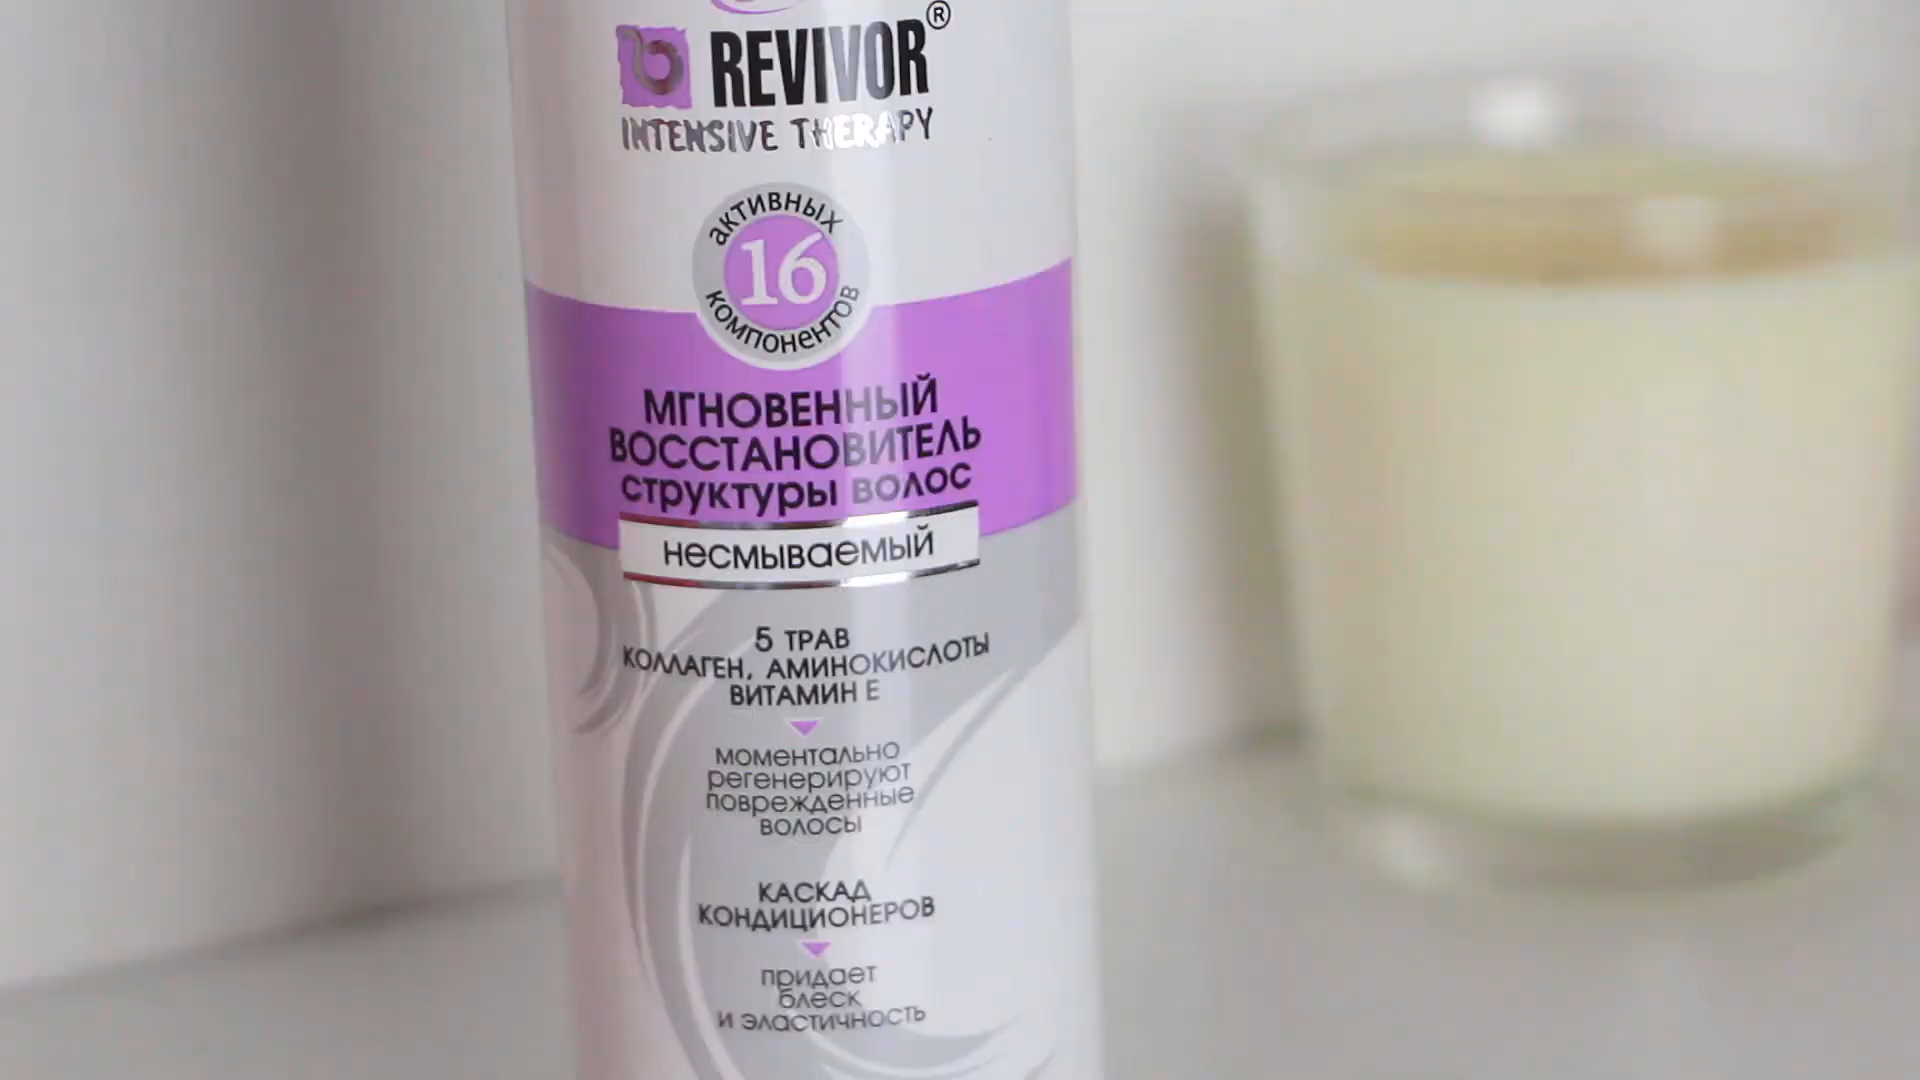 REVIVOR®
INTENSIVE THERAPY
активных
16
компонентов
МГНОВЕННЫЙ
ВОССТАНОВИТЕЛЬ
структуры волос
несмываемый
5 ТРАВ
КОЛЛАГЕН, АМИНОКИСЛОТЫ
ВИТАМИН Е
моментально
регенерируют
поврежденные
волосы
КАСКАД
КОНДИЦИОНЕРОВ
придает
блеск
и эластичность